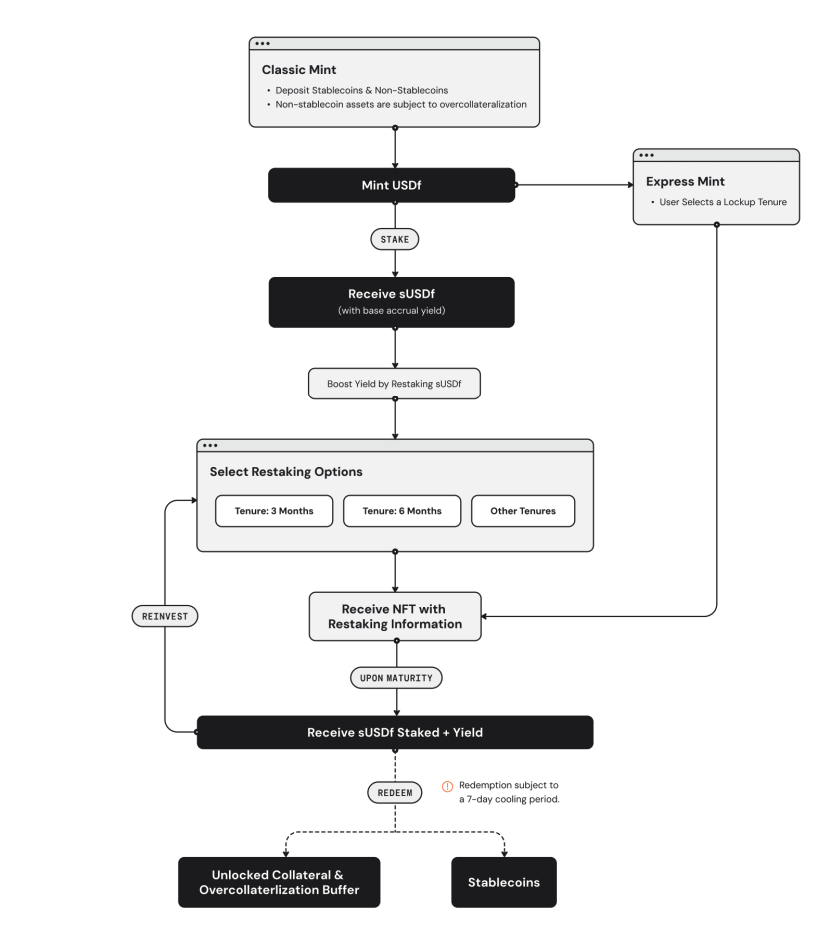 Classic Mint
• Deposit Stablecoins & Non-Stablecoins
• Non-stablecoin assets are subject to overcollateralization
Mint USDf
Express Mint
• User Selects a Lockup Tenure
STAKE
Receive sUSDf
(with base accrual yield)
Boost Yield by Restaking sUSDf
Select Restaking Options
Tenure: 3 Months
Tenure: 6 Months
Other Tenures
REINVEST
Receive NFT with
Restaking Information
UPON MATURITY
Receive sUSDf Staked + Yield
REDEEM
Redemption subject to
a 7-day cooling period.
Unlocked Collateral &
Overcollaterlization Buffer
Stablecoins